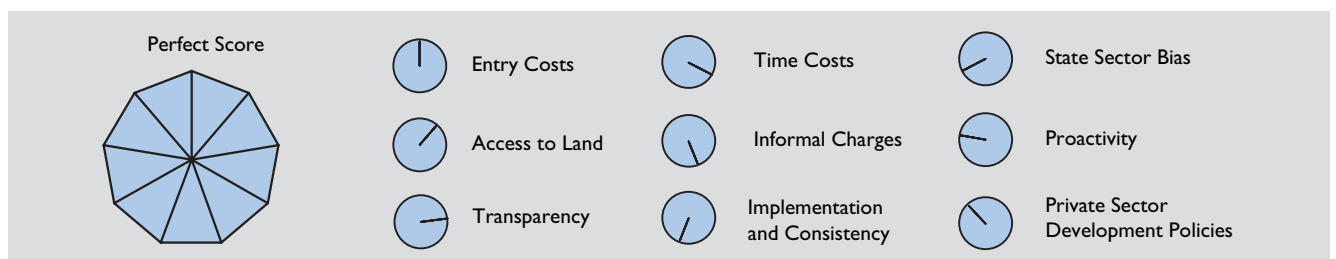 Perfect Score
Entry Costs
Access to Land
Transparency
Time Costs
Informal Charges
Implementation
and Consistency
State Sector Bias
Proactivity
Private Sector
Development Policies